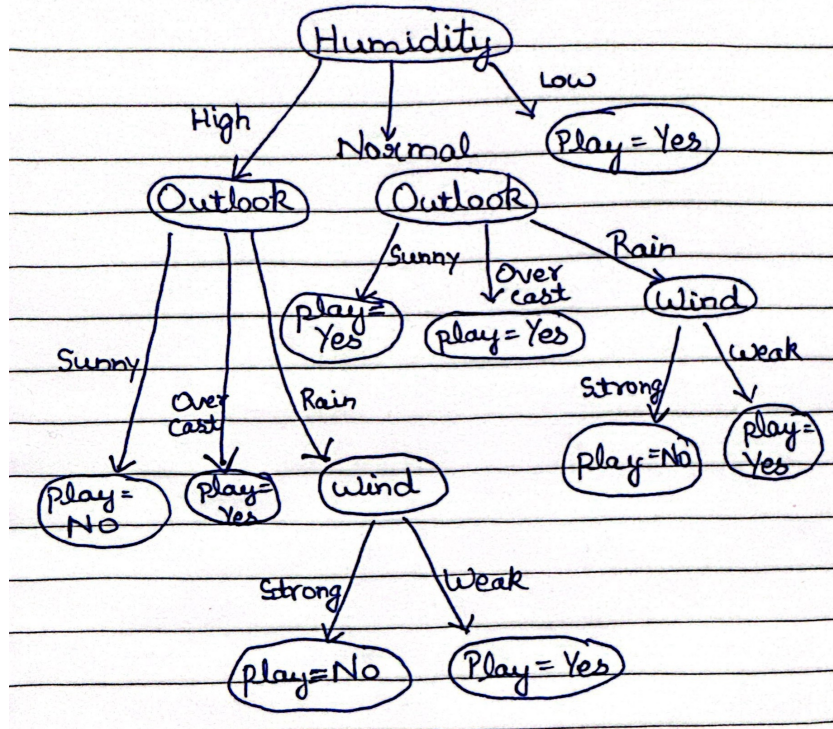 Humidity
Low
High
Normal
Play = Yes
Outlook
Outlook
Sunny
Over
cast
Rain
play=
Yes
play = Yes
Wind
Sunny
Over
cast
Rain
Strong
Weak
play=No
play=
Yes
Play=
No
play=
Yes
Wind
Strong
Weak
play=No
Play = Yes